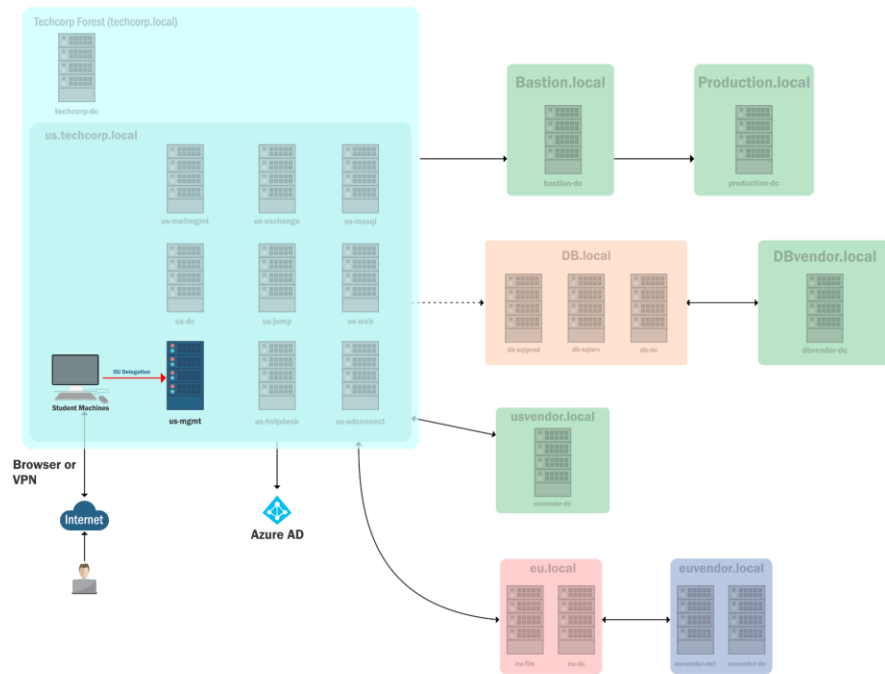 Techcorp Forest (techcorp.local)
techcorp-dc
us.techcorp.local
us-mailmgmt
us-exchange
us-mssql
us-dc
us-jump
us-web
OU Delegation
Student Machines
us-mgmt
us-helpdesk
us-adconnect
Browser or
VPN
Internet
Azure AD
Bastion.local
bastion-dc
Production.local
production-dc
DB.local
db-sqlprod
db-sqlsrv
db-dc
DBvendor.local
dbvendor-dc
usvendor.local
usvendor-dc
eu.local
eu-file
eu-dc
euvendor.local
euvendor-net
euvendor-dc